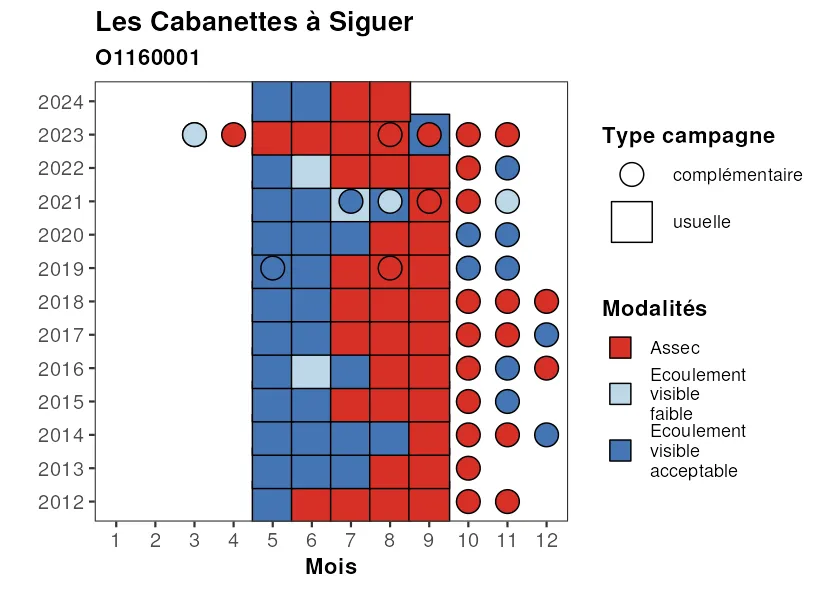 Les Cabanettes à Siguer
O1160001
2024
2023
2022
2021
2020
2019
2018
2017
2016
2015
2014
2013
2012
1 2 3 4 5 6 7 8 9 10 11 12
Mois
Type campagne
complémentaire
usuelle
Modalités
Assec
Ecoulement
visible
faible
Ecoulement
visible
acceptable